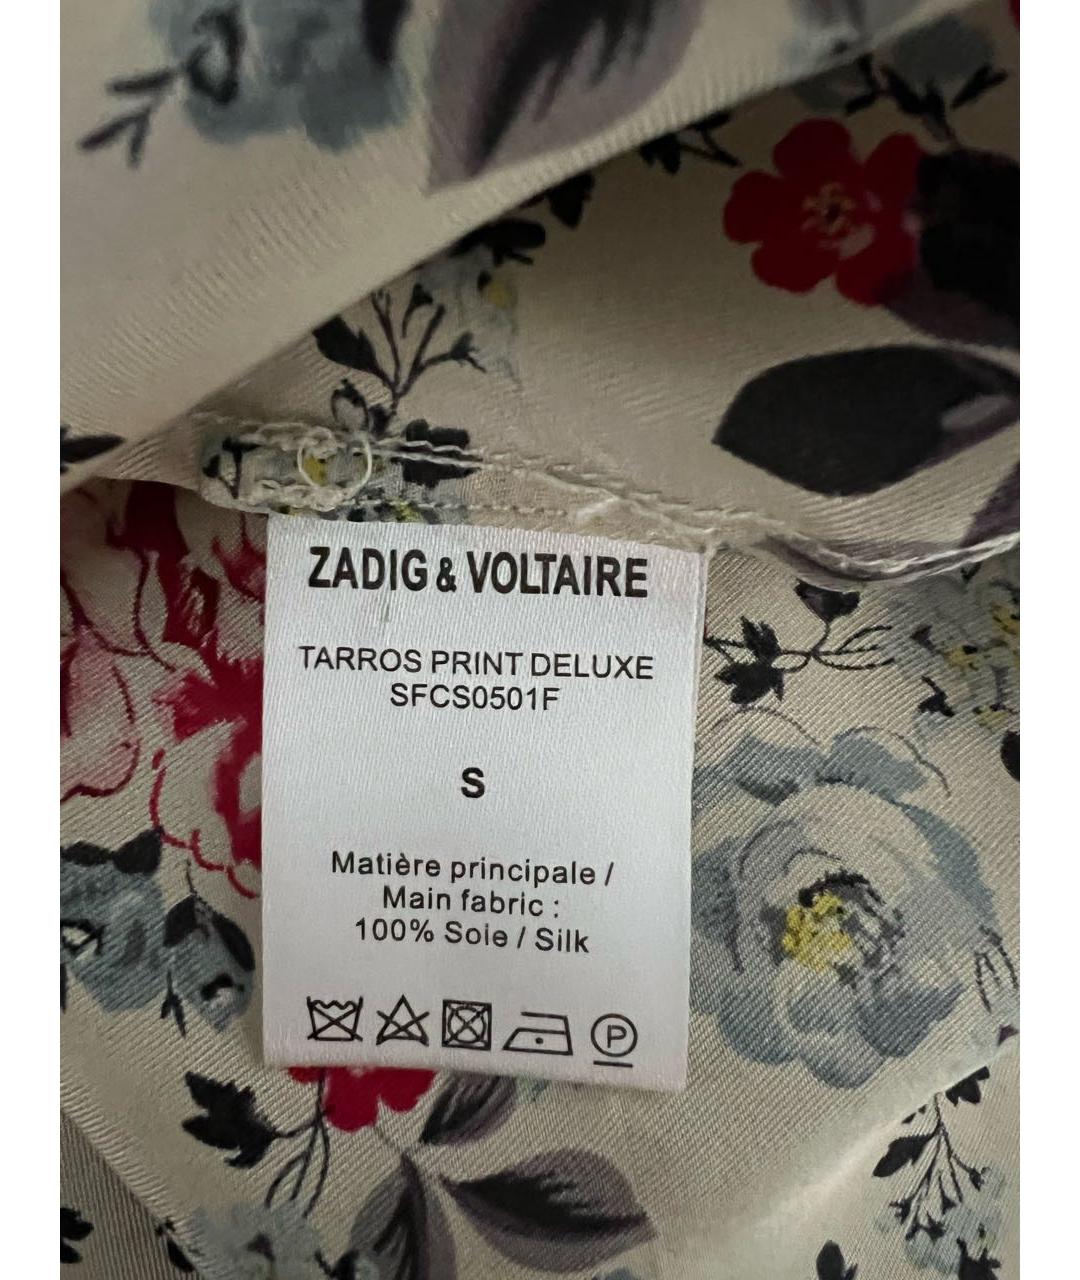 ZADIG & VOLTAIRE
TARROS PRINT DELUXE
SFCS0501F
S
Matière principale /
Main fabric :
100% Soie / Silk
P